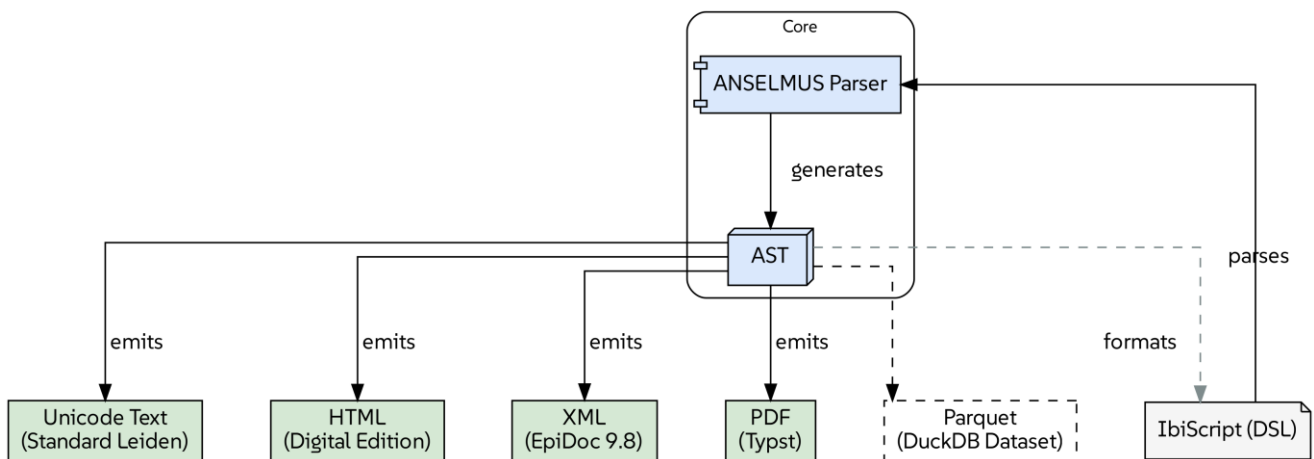 Core
ANSELMUS Parser
generates
AST
parses
emits
emits
emits
emits
formats
Unicode Text
(Standard Leiden)
HTML
(Digital Edition)
XML
(EpiDoc 9.8)
PDF
(Typst)
Parquet
(DuckDB Dataset)
IbiScript (DSL)